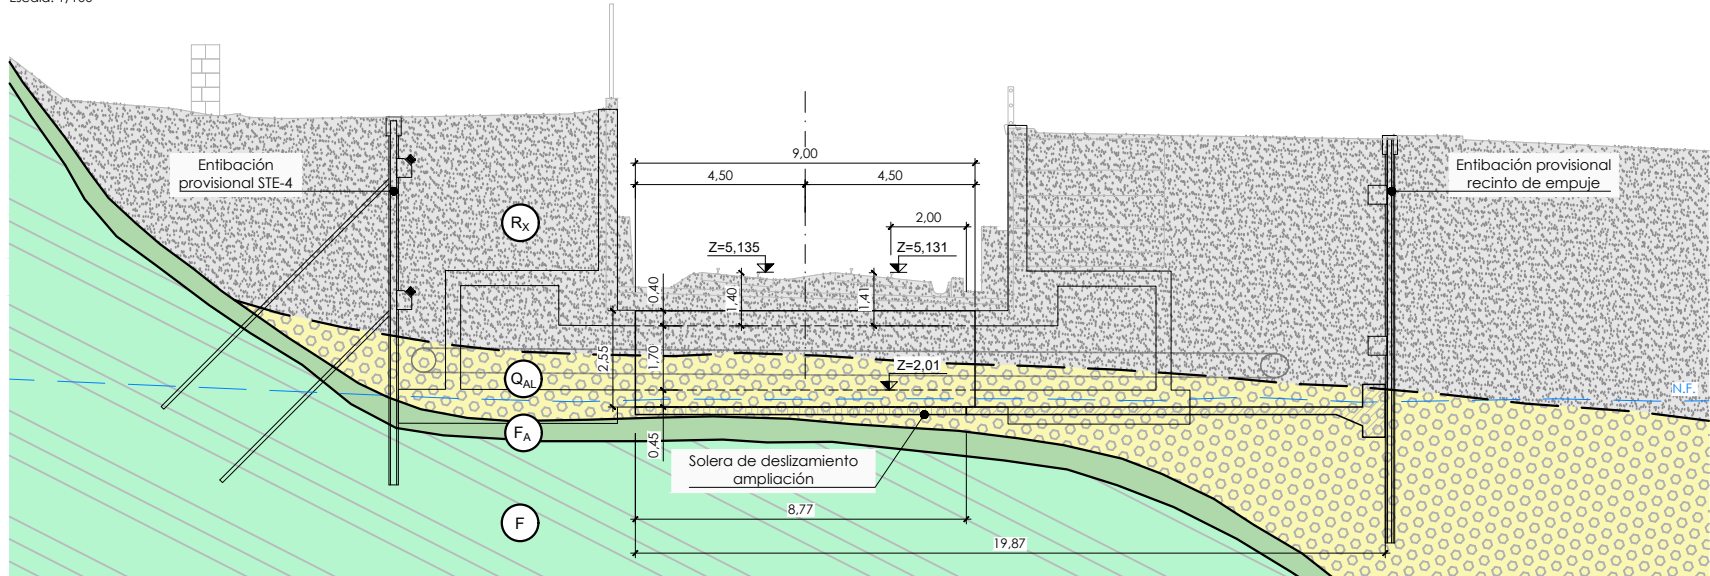 Entibación
provisional STE-4
Entibación provisional
recinto de empuje
9,00
4,50
4,50
2,00
RX
Z=5,135
Z=5,131
0,40
1,40
1,41
2,55
1,70
Z=2,01
QAL
N.F.
FA
0,45
Solera de deslizamiento
ampliación
8,77
F
19,87